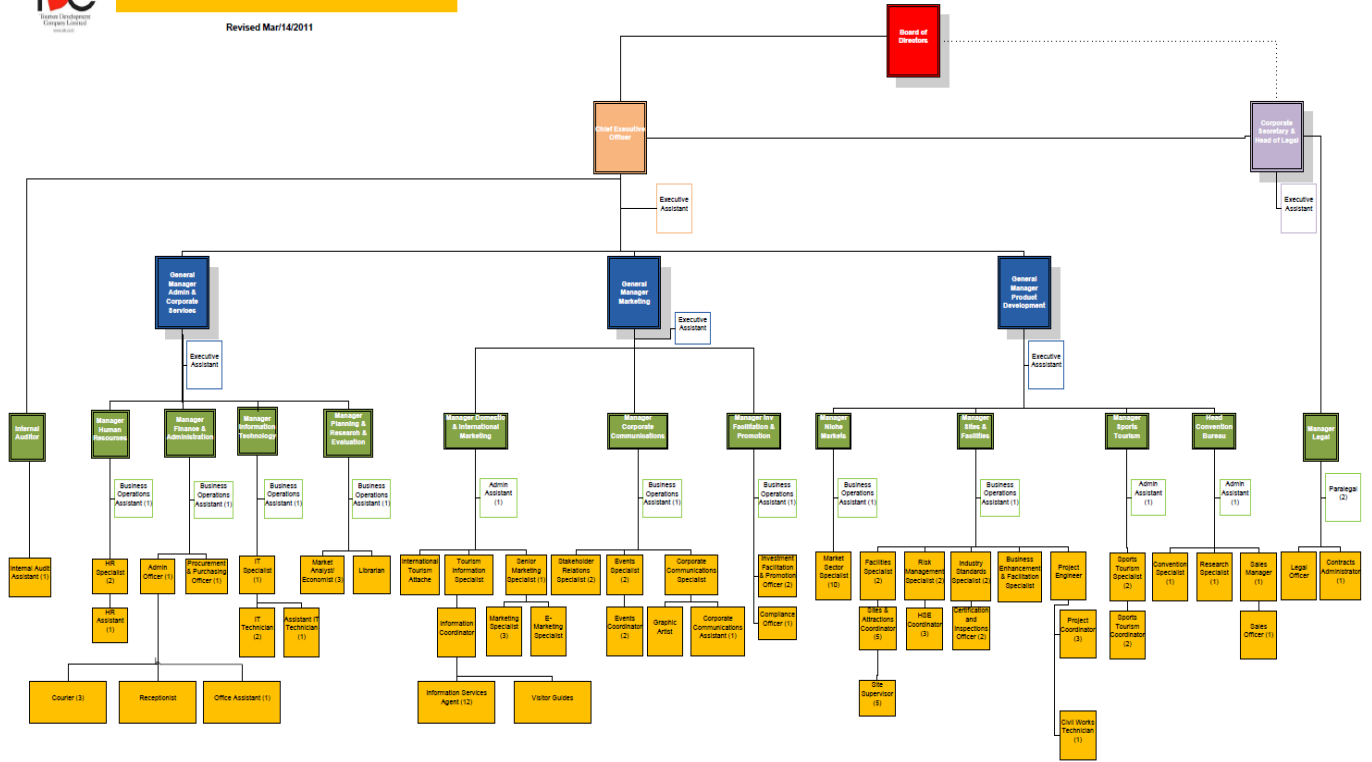 Tourism Development
Company Limited
Revised Mar/14/2011
Board of
Directors
Chief Executive
Officer
Corporate
Secretary &
Head of Legal
Executive
Assistant
Executive
Assistant
General
Manager
Admin &
Corporate
Services
General
Manager
Marketing
General
Manager
Product
Development
Executive
Assistant
Executive
Assistant
Executive
Assistant
Internal
Auditor
Manager
Human
Resourses
Manager
Finance &
Administration
Manager
Information
Technology
Manager
Planning &
Research &
Evaluation
Manager Domestic
& International
Marketing
Manager
Corporate
Communications
Manager Inv
Facilitation &
Promotion
Manager
Niche
Markets
Manager
Sites &
Facilities
Manager
Sports
Tourism
Head
Convention
Bureau
Manager
Legal
Business
Operations
Assistant (1)
Business
Operations
Assistant (1)
Business
Operations
Assistant (1)
Business
Operations
Assistant (1)
Admin
Assistant
(1)
Business
Operations
Assistant (1)
Business
Operations
Assistant (1)
Business
Operations
Assistant (1)
Business
Operations
Assistant (1)
Admin
Assistant
(1)
Admin
Assistant
(1)
Paralegal
(2)
Internal Audit
Assistant (1)
HR
Specialist
(2)
Admin
Officer (1)
Procurement
& Purchasing
Officer (1)
IT
Specialist
(1)
Market
Analyst/
Economist (3)
Librarian
International
Tourism
Attache
Tourism
Information
Specialist
Senior
Marketing
Specialist (1)
Stakeholder
Relations
Specialist (2)
Events
Specialist
(2)
Corporate
Communications
Specialist
Investment
Facilitation
& Promotion
Officer (2)
Market
Sector
Specialist
(10)
Facilities
Specialist
(2)
Risk
Management
Specialist (2)
Industry
Standards
Specialist (2)
Business
Enhancement
& Facilitation
Specialist
Project
Engineer
Sports
Tourism
Specialist
(2)
Convention
Specialist
(1)
Research
Specialist
(1)
Sales
Manager (1)
Legal
Officer
Contracts
Administrator
(1)
HR
Assistant
(1)
IT
Technician
(2)
Assistant IT
Technician
(1)
Information
Coordinator
Marketing
Specialist
(3)
E-
Marketing
Specialist
Events
Coordinator
(2)
Graphic
Artist
Corporate
Communications
Assistant (1)
Compliance
Officer (1)
Sites &
Attractions
Coordinator
(5)
HSE
Coordinator
(3)
Certification
and
Inspections
Officer (2)
Project
Coordinator
(3)
Sports
Tourism
Coordinator
(2)
Sales
Officer (1)
Courier (3)
Receptionist
Office Assistant (1)
Information Services
Agent (12)
Visitor Guides
Site
Supervisor
(5)
Civil Works
Technician
(1)